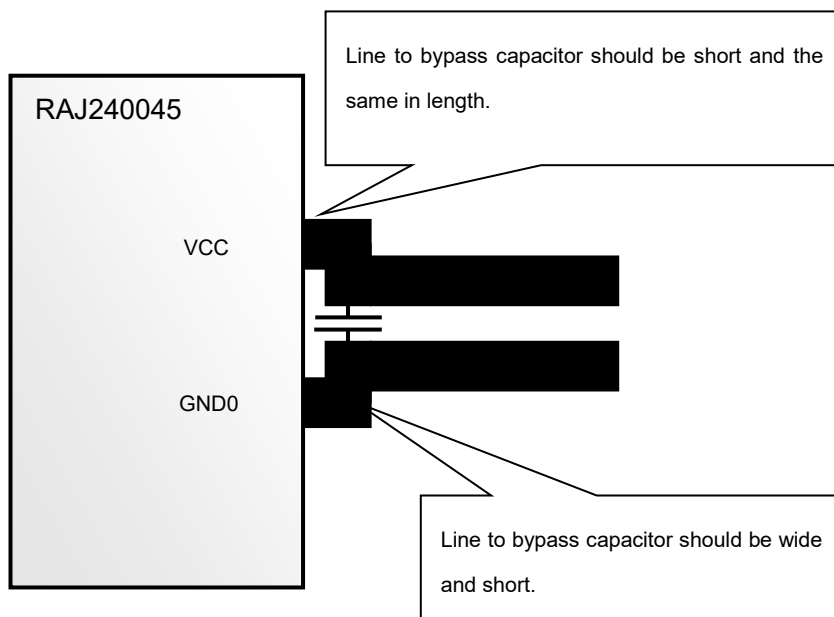 Line to bypass capacitor should be short and the
same in length.
RAJ240045
VCC
GND0
Line to bypass capacitor should be wide
and short.